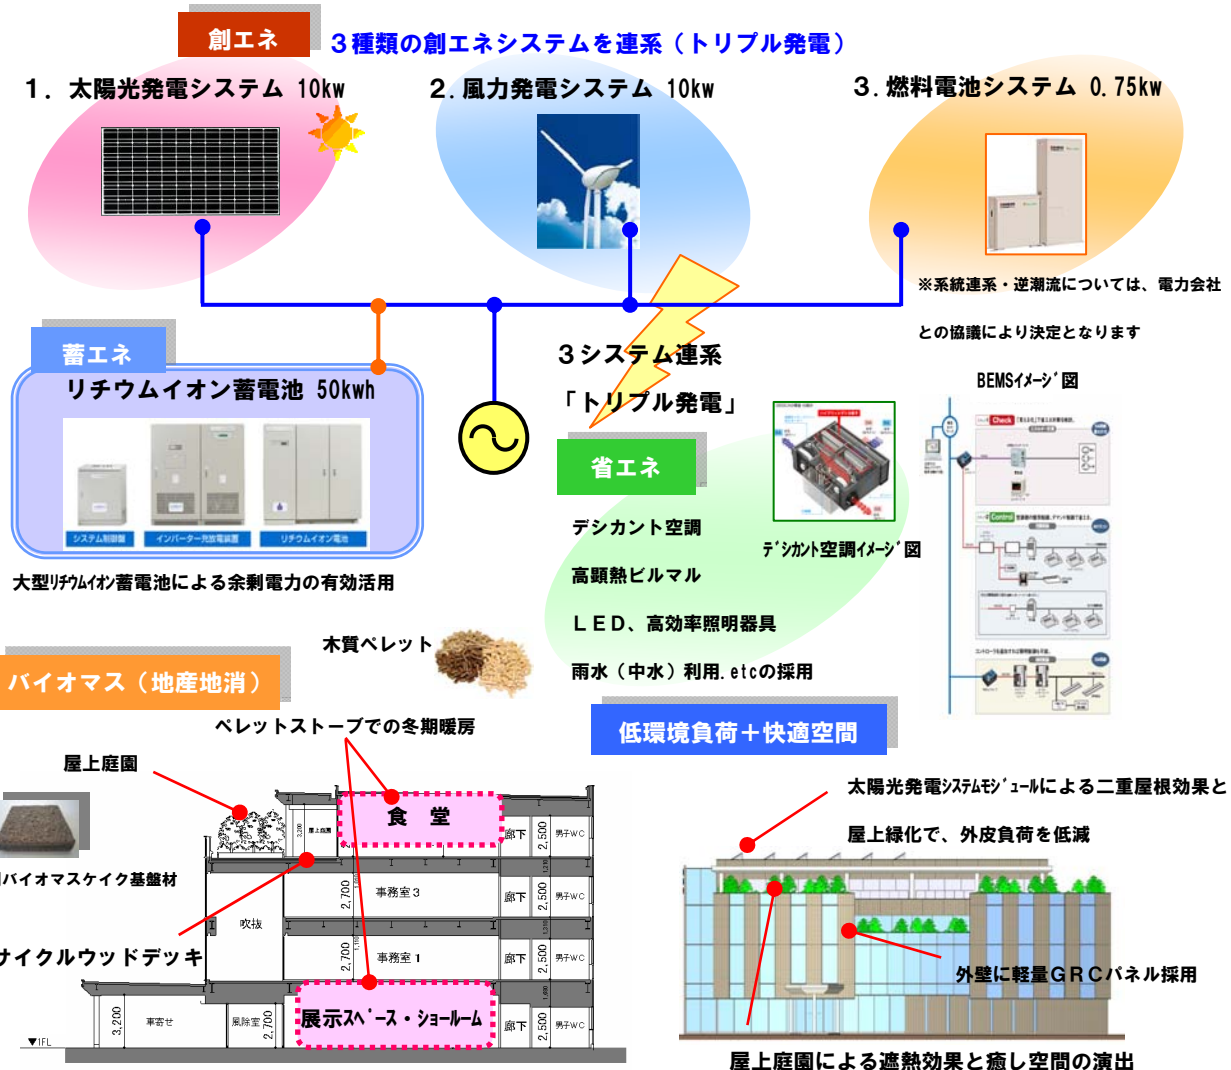 創エネ
3種類の創エネシステムを連系（トリプル発電）
1. 太陽光発電システム 10kw
2. 風力発電システム 10kw
3. 燃料電池システム 0.75kw
※系統連系・逆潮流については、電力会社
との協議により決定となります
蓄エネ
リチウムイオン蓄電池 50kwh
システム制御盤
インバーター充放電装置
リチウムイオン電池
大型リチウムイオン蓄電池による余剰電力の有効活用
3システム連系
「トリプル発電」
BEMSイメージ図
Check
Control
省エネ
デシカント空調
高顕熱ビルマル
ＬＥＤ、高効率照明器具
雨水（中水）利用.etcの採用
デシカント空調イメージ図
木質ペレット
バイオマス（地産地消）
ペレットストーブでの冬期暖房
低環境負荷＋快適空間
屋上庭園
バイオマスケイク基盤材
サイクルウッドデッキ
食 堂
屋上庭園
3,200
廊下
2,500
男子WC
吹抜
2,700
事務室3
廊下
2,500
男子WC
2,700
事務室1
廊下
2,500
男子WC
展示スペース・ショールーム
3,200
車寄せ
風除室
2,700
廊下
2,500
男子WC
▼1FL
太陽光発電システムモジュールによる二重屋根効果と
屋上緑化で、外皮負荷を低減
外壁に軽量ＧＲＣパネル採用
屋上庭園による遮熱効果と癒し空間の演出